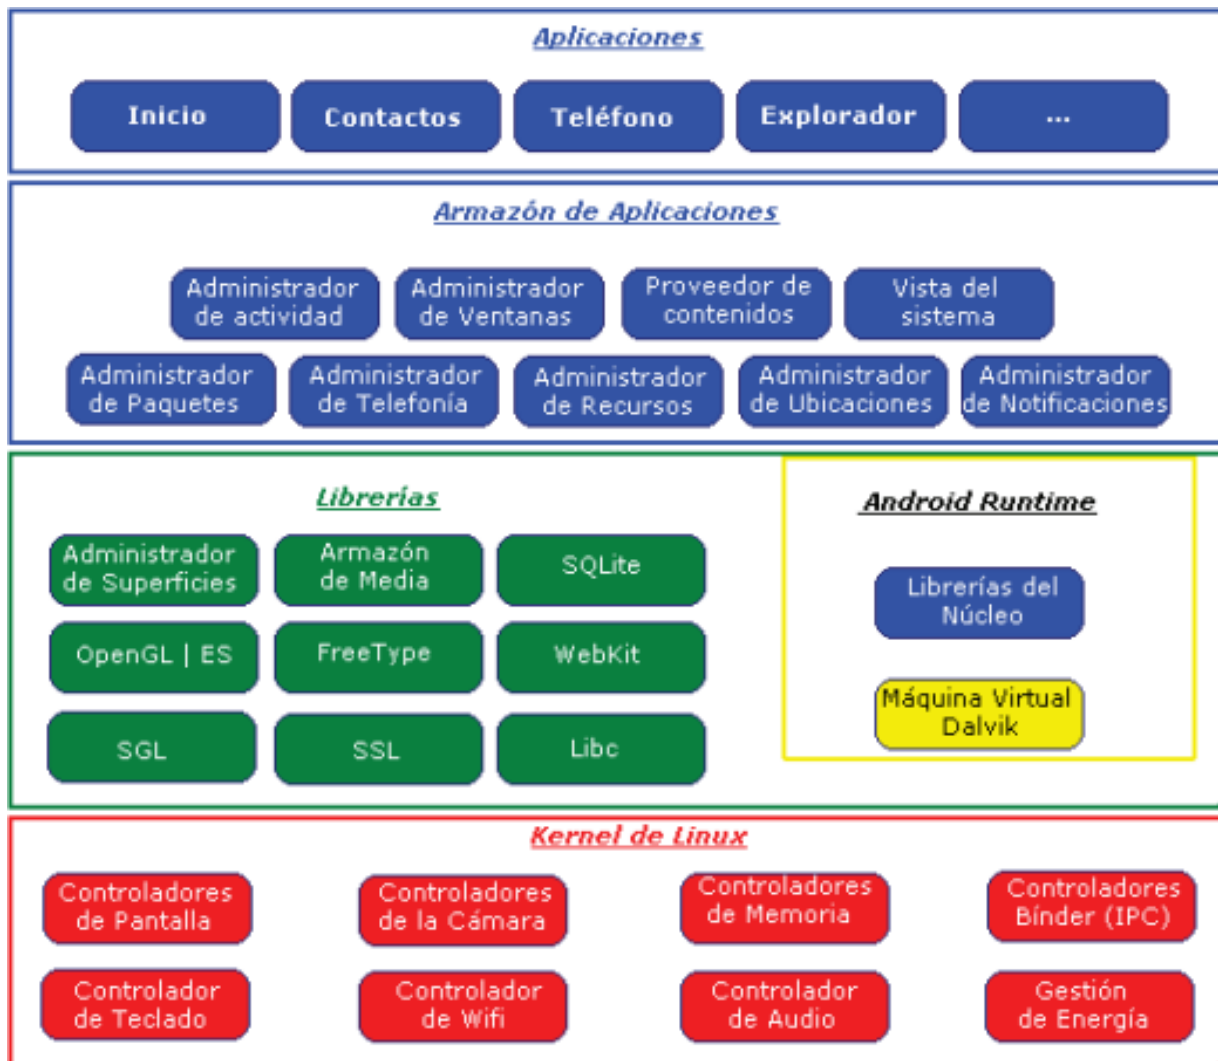 Aplicaciones
Inicio
Contactos
Teléfono
Explorador
...
Armazón de Aplicaciones
Administrador
de actividad
Administrador
de Ventanas
Proveedor de
contenidos
Vista del
sistema
Administrador
de Paquetes
Administrador
de Telefonía
Administrador
de Recursos
Administrador
de Ubicaciones
Administrador
de Notificaciones
Librerías
Administrador
de Superficies
Armazón
de Media
SQLite
OpenGL | ES
FreeType
WebKit
SGL
SSL
Libc
Android Runtime
Librerías del
Núcleo
Máquina Virtual
Dalvik
Kernel de Linux
Controladores
de Pantalla
Controladores
de la Cámara
Controladores
de Memoria
Controladores
Bínder (IPC)
Controlador
de Teclado
Controlador
de Wifi
Controlador
de Audio
Gestión
de Energía